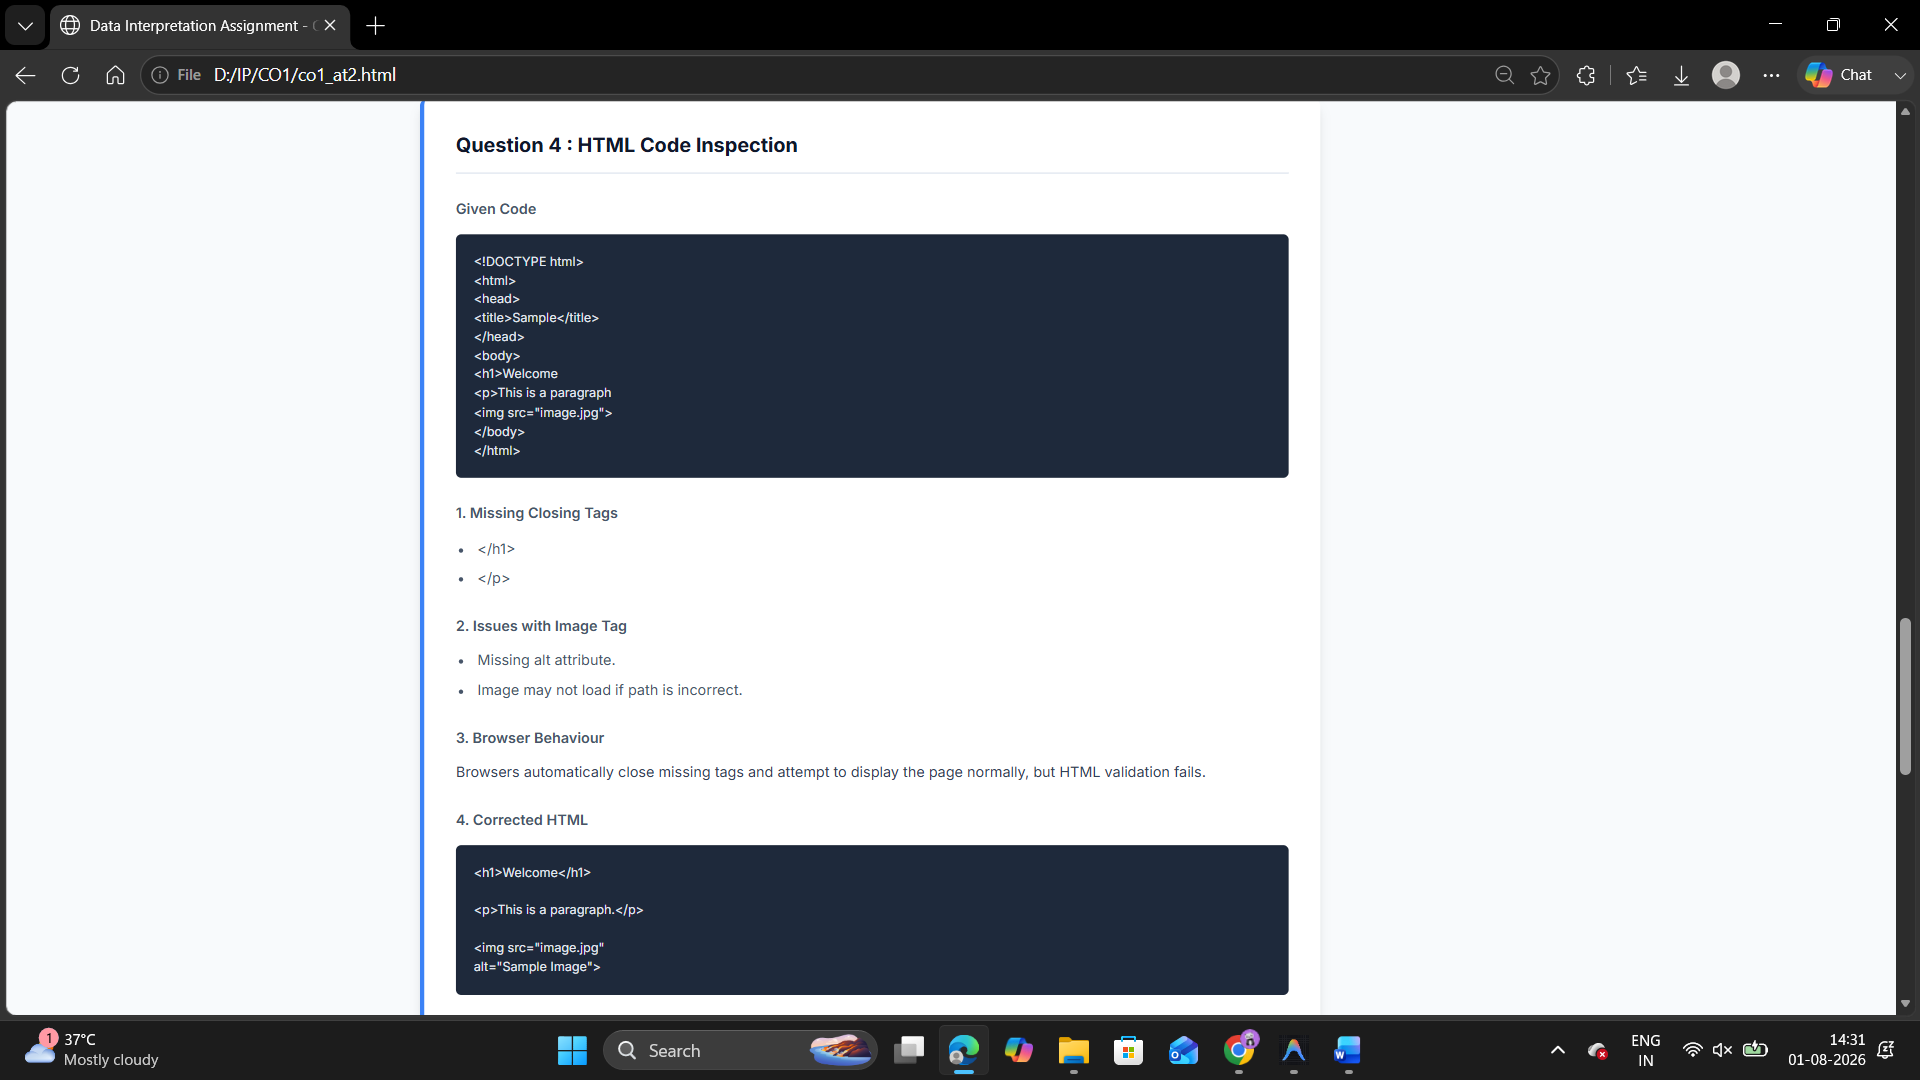 Data Interpretation Assignment -
File D:/IP/CO1/co1_at2.html
Chat
Question 4 : HTML Code Inspection
Given Code
<!DOCTYPE html>
<html>
<head>
<title>Sample</title>
</head>
<body>
<h1>Welcome
<p>This is a paragraph
<img src="image.jpg">
</body>
</html>
1. Missing Closing Tags
• </h1>
• </p>
2. Issues with Image Tag
• Missing alt attribute.
• Image may not load if path is incorrect.
3. Browser Behaviour
Browsers automatically close missing tags and attempt to display the page normally, but HTML validation fails.
4. Corrected HTML
<h1>Welcome</h1>
<p>This is a paragraph.</p>
<img src="image.jpg"
alt="Sample Image">
1
37°C
Mostly cloudy
Search
ENG
IN
14:31
01-08-2026